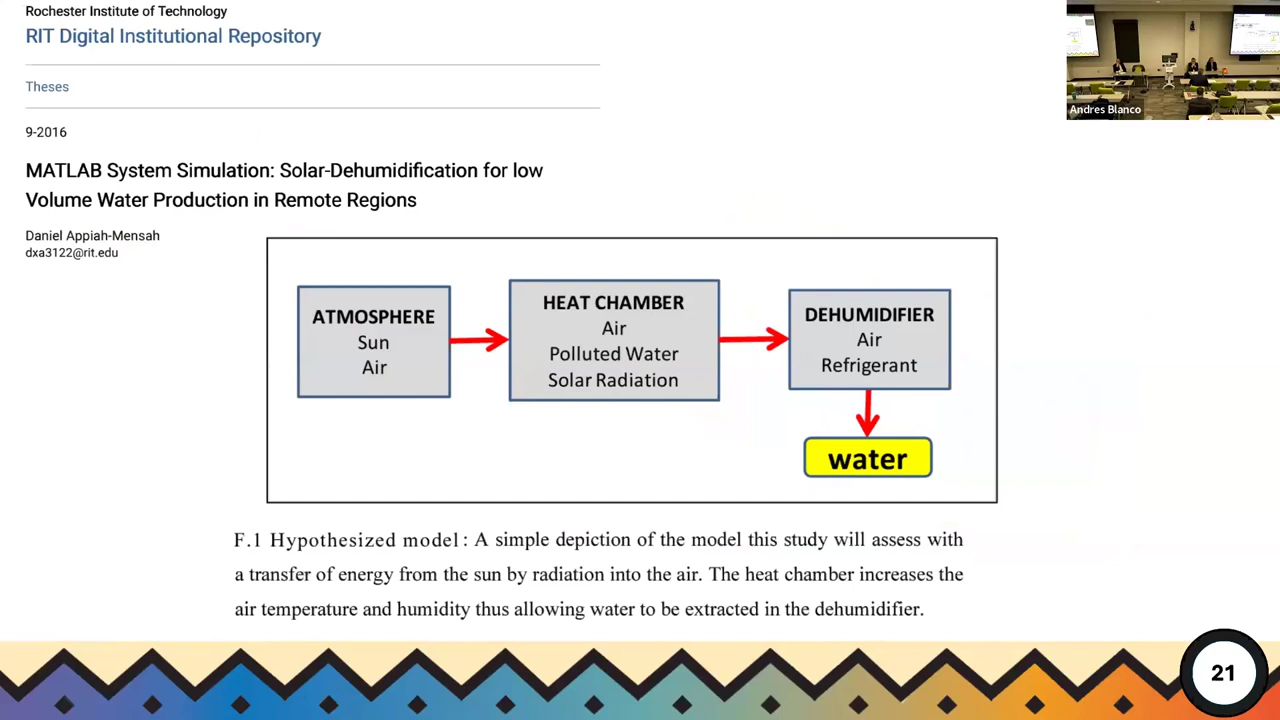 Rochester Institute of Technology
RIT Digital Institutional Repository
Theses
9-2016
MATLAB System Simulation: Solar-Dehumidification for low
Volume Water Production in Remote Regions
Daniel Appiah-Mensah
dxa3122@rit.edu
ATMOSPHERE
Sun
Air
HEAT CHAMBER
Air
Polluted Water
Solar Radiation
DEHUMIDIFIER
Air
Refrigerant
water
F.1 Hypothesized model: A simple depiction of the model this study will assess with
a transfer of energy from the sun by radiation into the air. The heat chamber increases the
air temperature and humidity thus allowing water to be extracted in the dehumidifier.
21
Andres Blanco